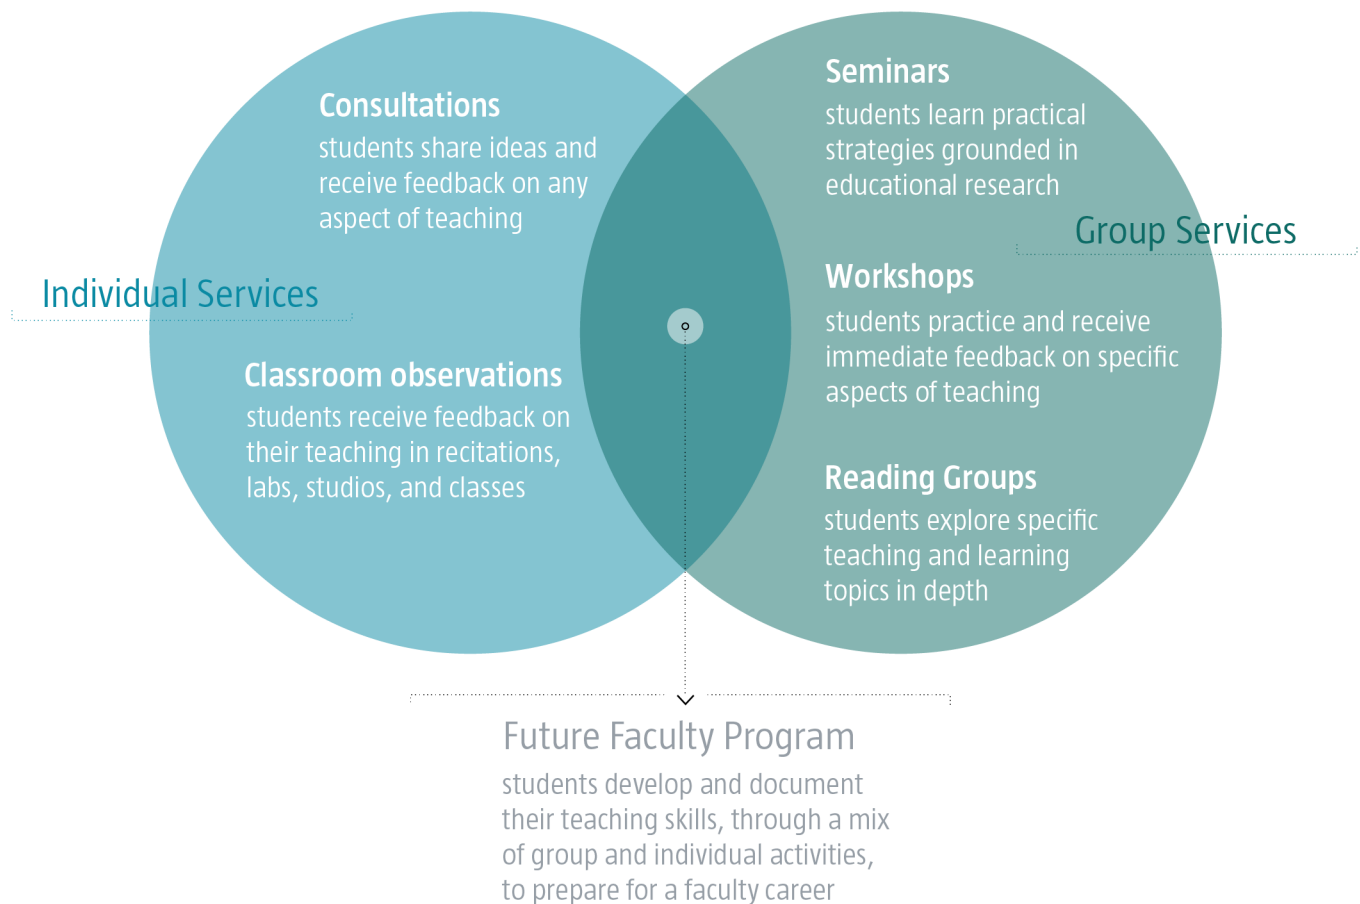 Individual Services
Consultations
students share ideas and
receive feedback on any
aspect of teaching
Classroom observations
students receive feedback on
their teaching in recitations,
labs, studios, and classes
Group Services
Seminars
students learn practical
strategies grounded in
educational research
Workshops
students practice and receive
immediate feedback on specific
aspects of teaching
Reading Groups
students explore specific
teaching and learning
topics in depth
Future Faculty Program
students develop and document
their teaching skills, through a mix
of group and individual activities,
to prepare for a faculty career